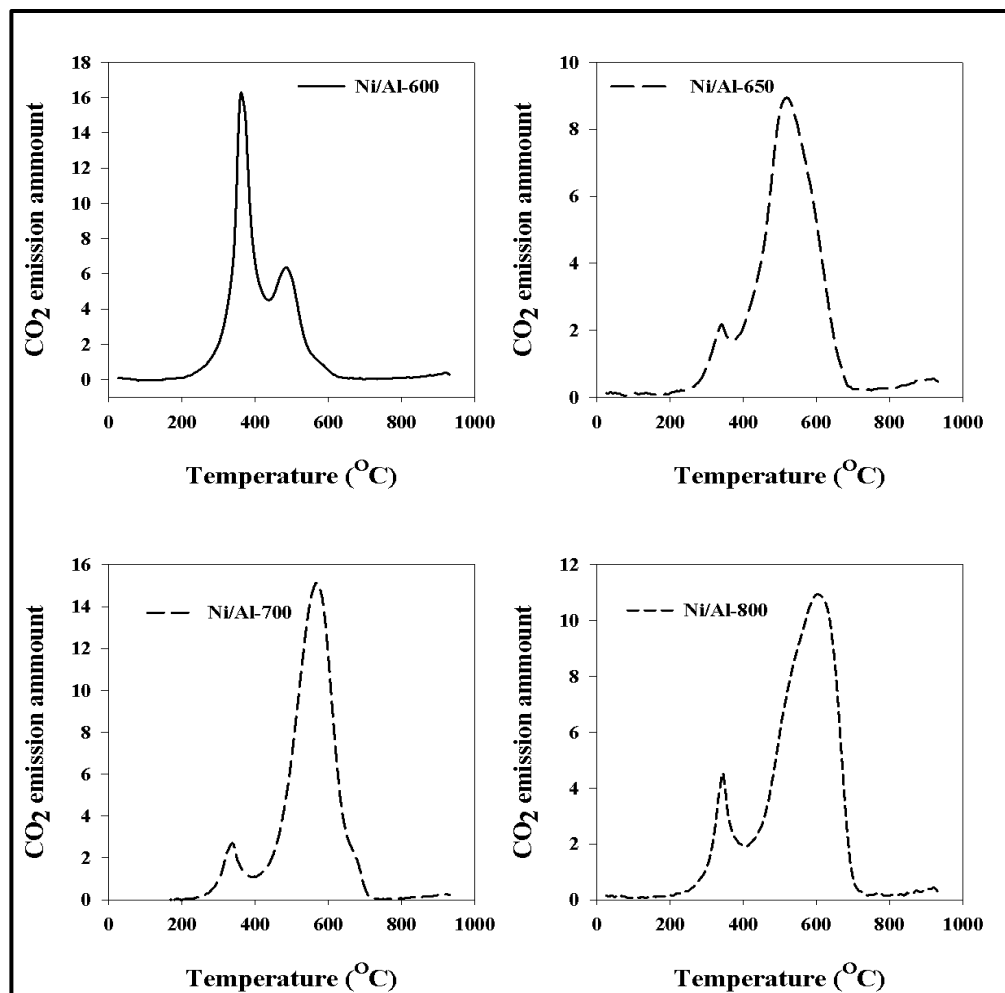 18
16
14
12
10
8
6
4
2
0
CO2 emission ammount
Ni/Al-600
0 200 400 600 800 1000
Temperature (OC)
10
8
6
4
2
0
CO2 emission ammount
Ni/Al-650
0 200 400 600 800 1000
Temperature (OC)
16
14
12
10
8
6
4
2
0
CO2 emission ammount
Ni/Al-700
0 200 400 600 800 1000
Temperature (OC)
12
10
8
6
4
2
0
CO2 emission ammount
Ni/Al-800
0 200 400 600 800 1000
Temperature (OC)